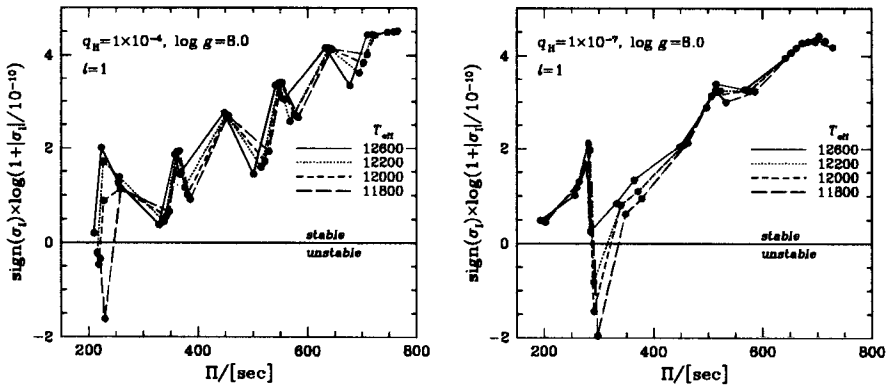 q_H=1×10⁻⁶, log g=8.0
l=1
T_eff
12600
12200
12000
11800
stable
unstable
4
2
0
-2
200
400
600
800
Π/[sec]
sign(σ_I)×log(1+|σ_I|/10⁻¹⁰)
q_H=1×10⁻⁷, log g=8.0
l=1
T_eff
12600
12200
12000
11800
stable
unstable
4
2
0
-2
200
400
600
800
Π/[sec]
sign(σ_I)×log(1+|σ_I|/10⁻¹⁰)